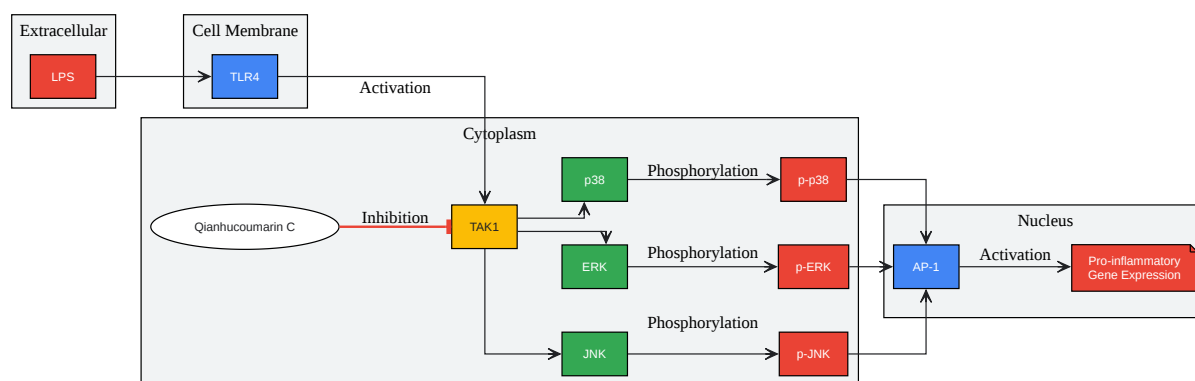 Extracellular
LPS
Cell Membrane
TLR4
Activation
Cytoplasm
Qianhucoumarin C
Inhibition
TAK1
p38
Phosphorylation
p-p38
ERK
Phosphorylation
p-ERK
JNK
Phosphorylation
p-JNK
Nucleus
AP-1
Activation
Pro-inflammatory
Gene Expression